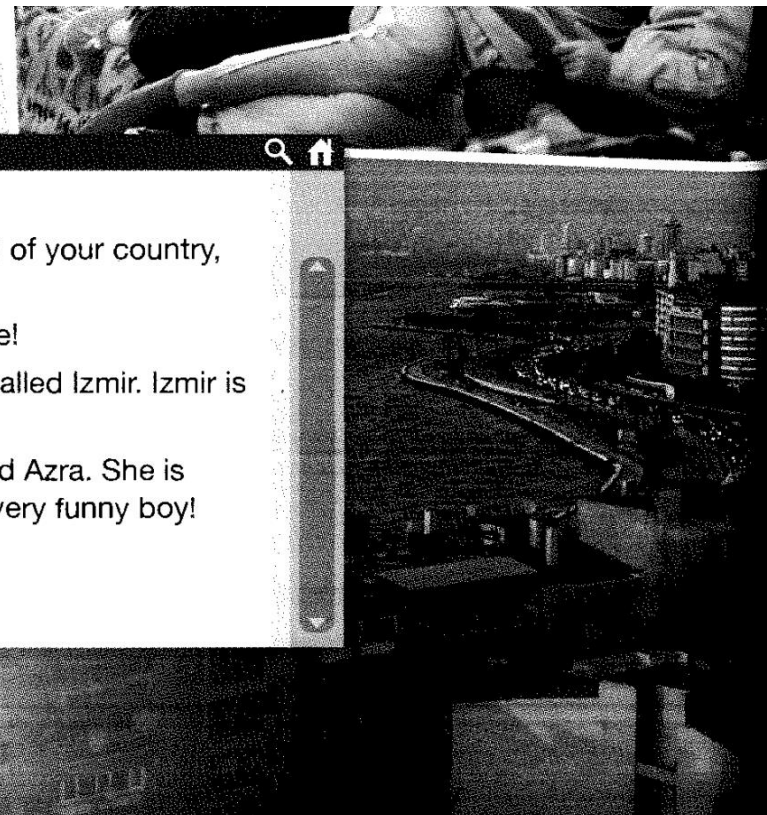 of your country,
e!
alled Izmir. Izmir is
d Azra. She is
very funny boy!